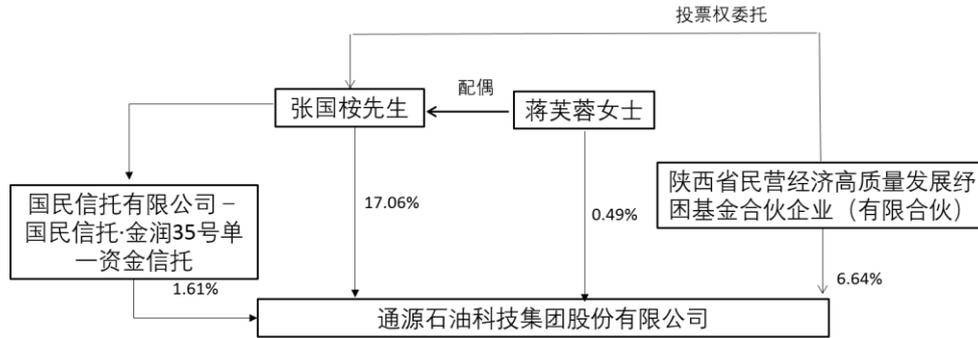 投票权委托
配偶
张国桉先生
蒋芙蓉女士
国民信托有限公司–
国民信托·金润35号单
一资金信托
17.06%
0.49%
陕西省民营经济高质量发展纾
困基金合伙企业（有限合伙）
1.61%
6.64%
通源石油科技集团股份有限公司